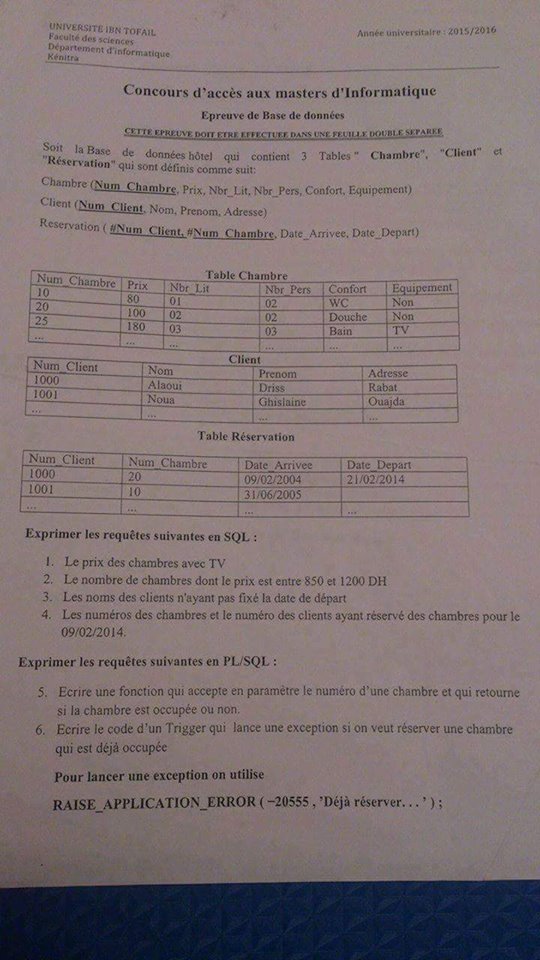 UNIVERSITE IBN TOFAIL
Faculté des sciences
Département d'informatique
Kénitra
Année universitaire : 2015/2016
Concours d'accès aux masters d'Informatique
Epreuve de Base de données
CETTE EPREUVE DOIT ETRE EFFECTUEE DANS UNE FEUILLE DOUBLE SEPAREE
Soit la Base de données hôtel qui contient 3 Tables " Chambre", "Client" et
"Réservation" qui sont définis comme suit:
Chambre (Num_Chambre, Prix, Nbr_Lit, Nbr_Pers, Confort, Equipement)
Client (Num_Client, Nom, Prenom, Adresse)
Reservation ( #Num_Client, #Num_Chambre, Date_Arrivee, Date_Depart)
Table Chambre
Num_Chambre Prix Nbr_Lit Nbr_Pers Confort Equipement
10 80 01 02 WC Non
20 100 02 02 Douche Non
25 180 03 03 Bain TV
... ... ... ... ... ...
Client
Num_Client Nom Prenom Adresse
1000 Alaoui Driss Rabat
1001 Noua Ghislaine Oujda
... ... ... ...
Table Réservation
Num_Client Num_Chambre Date_Arrivee Date_Depart
1000 20 09/02/2004 21/02/2014
1001 10 31/06/2005
... ... ... ...
Exprimer les requêtes suivantes en SQL :
1. Le prix des chambres avec TV
2. Le nombre de chambres dont le prix est entre 850 et 1200 DH
3. Les noms des clients n'ayant pas fixé la date de départ
4. Les numéros des chambres et le numéro des clients ayant réservé des chambres pour le
09/02/2014.
Exprimer les requêtes suivantes en PL/SQL :
5. Ecrire une fonction qui accepte en paramètre le numéro d'une chambre et qui retourne
si la chambre est occupée ou non.
6. Ecrire le code d'un Trigger qui lance une exception si on veut réserver une chambre
qui est déjà occupée
Pour lancer une exception on utilise
RAISE_APPLICATION_ERROR ( −20555 , 'Déjà réserver. . . ' ) ;